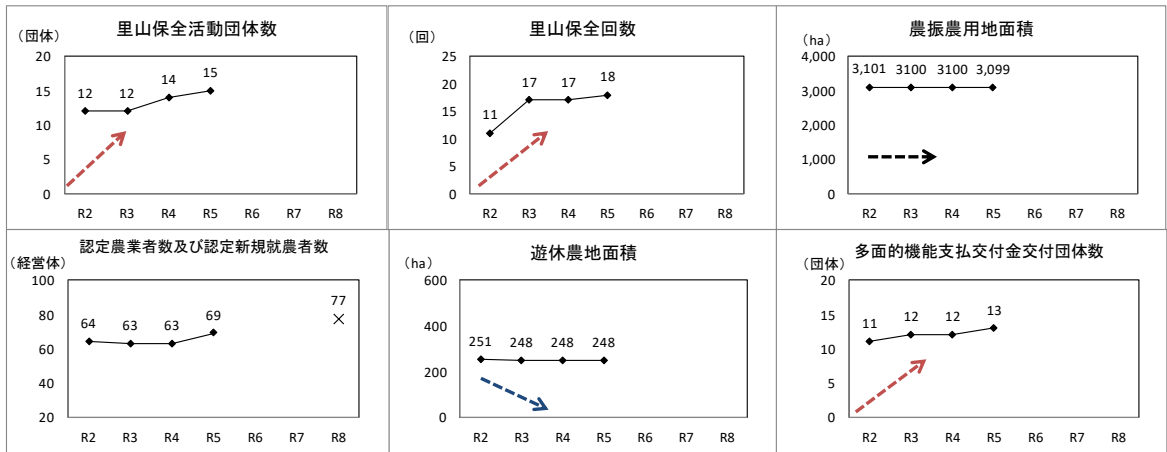 里山保全活動団体数
（団体）
20
15
10
5
0
12 12 14 15
R2 R3 R4 R5 R6 R7 R8
里山保全回数
（回）
25
20
15
10
5
0
11 17 17 18
R2 R3 R4 R5 R6 R7 R8
農振農用地面積
（ha）
4,000
3,000
2,000
1,000
0
3,101 3100 3100 3,099
R2 R3 R4 R5 R6 R7 R8
認定農業者数及び認定新規就農者数
（経営体）
100
80
60
40
20
64 63 63 69 77
R2 R3 R4 R5 R6 R7 R8
遊休農地面積
（ha）
600
400
200
0
251 248 248 248
R2 R3 R4 R5 R6 R7 R8
多面的機能支払交付金交付団体数
（団体）
20
15
10
5
0
11 12 12 13
R2 R3 R4 R5 R6 R7 R8